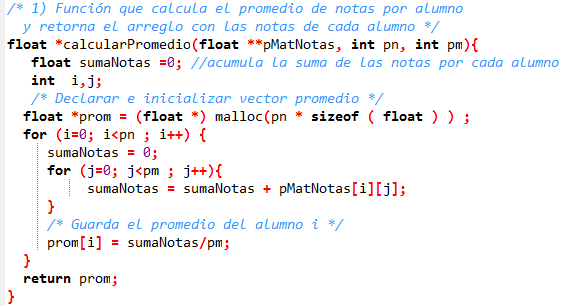 /* 1) Función que calcula el promedio de notas por alumno
y retorna el arreglo con las notas de cada alumno */
float *calcularPromedio(float **pMatNotas, int pn, int pm){
float sumaNotas =0; //acumula la suma de las notas por cada alumno
int i,j;
/* Declarar e inicializar vector promedio */
float *prom = (float *) malloc(pn * sizeof ( float ) ) ;
for (i=0; i<pn ; i++) {
sumaNotas = 0;
for (j=0; j<pm ; j++){
sumaNotas = sumaNotas + pMatNotas[i][j];
}
/* Guarda el promedio del alumno i */
prom[i] = sumaNotas/pm;
}
return prom;
}